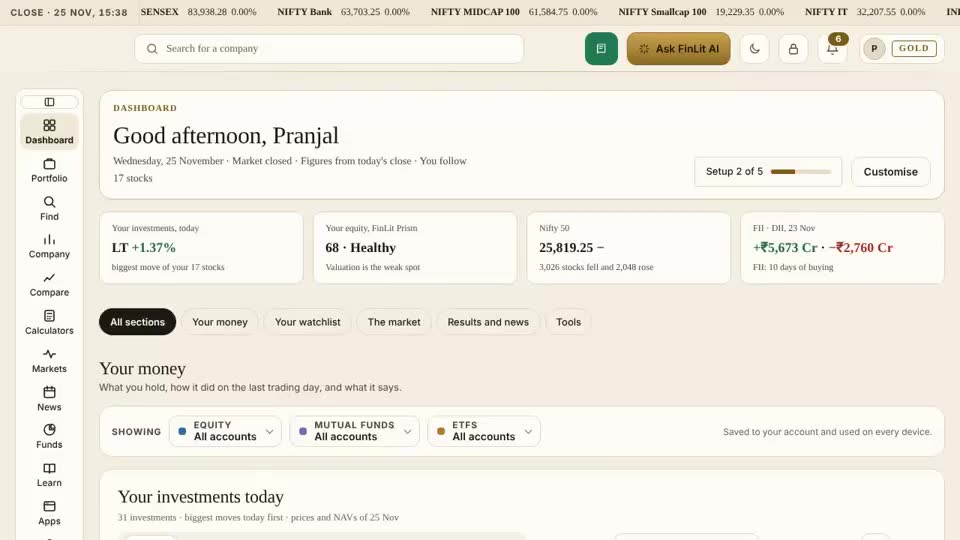 CLOSE · 25 NOV, 15:38 SENSEX 83,938.28 0.00% NIFTY Bank 63,703.25 0.00% NIFTY MIDCAP 100 61,584.75 0.00% NIFTY Smallcap 100 19,229.35 0.00% NIFTY IT 32,207.55 0.00%
Search for a company
Ask FinLit AI
6
P GOLD
Dashboard
Portfolio
Find
Company
Compare
Calculators
Markets
News
Funds
Learn
Apps
DASHBOARD
Good afternoon, Pranjal
Wednesday, 25 November · Market closed · Figures from today's close · You follow
17 stocks
Setup 2 of 5
Customise
Your investments, today
LT +1.37%
biggest move of your 17 stocks
Your equity, FinLit Prism
68 · Healthy
Valuation is the weak spot
Nifty 50
25,819.25 −
3,026 stocks fell and 2,048 rose
FII · DII, 23 Nov
+₹5,673 Cr · −₹2,760 Cr
FII: 10 days of buying
All sections Your money Your watchlist The market Results and news Tools
Your money
What you hold, how it did on the last trading day, and what it says.
SHOWING
EQUITY
All accounts
MUTUAL FUNDS
All accounts
ETFS
All accounts
Saved to your account and used on every device.
Your investments today
31 investments · biggest moves today first · prices and NAVs of 25 Nov